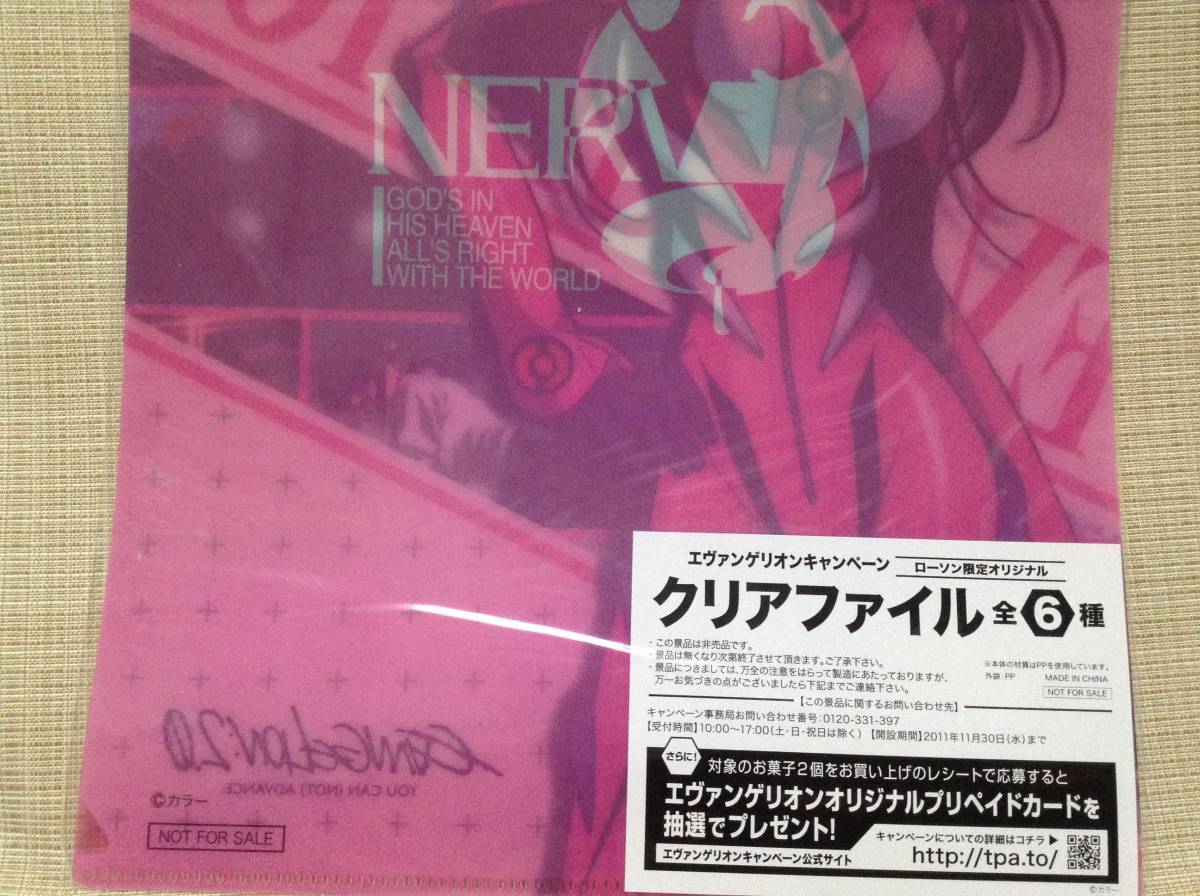 NERV
GOD'S IN
HIS HEAVEN
ALL'S RIGHT
WITH THE WORLD
EVANGELION:2.0
YOU CAN (NOT) ADVANCE.
©カラー
NOT FOR SALE
エヴァンゲリオンキャンペーン ローソン限定オリジナル
クリアファイル 全6種
・この景品は非売品です。
・景品は無くなり次第終了させて頂きます。ご了承下さい。
・景品につきましては、万全の注意をはらって製造にあたっておりますが、
万一お気づきの点がございましたら下記までご連絡下さい。
※本体の材質はPPを使用しています。
外袋:PP MADE IN CHINA
NOT FOR SALE
【この景品に関するお問い合わせ先】
キャンペーン事務局お問い合わせ番号:0120-331-397
【受付時間】10:00〜17:00(土・日・祝日は除く) 【開設期間】2011年11月30日(水)まで
さらに! 対象のお菓子2個をお買い上げのレシートで応募すると
エヴァンゲリオンオリジナルプリペイドカードを
抽選でプレゼント!
キャンペーンについての詳細はコチラ▶
エヴァンゲリオンキャンペーン公式サイト http://tpa.to/
©カラー